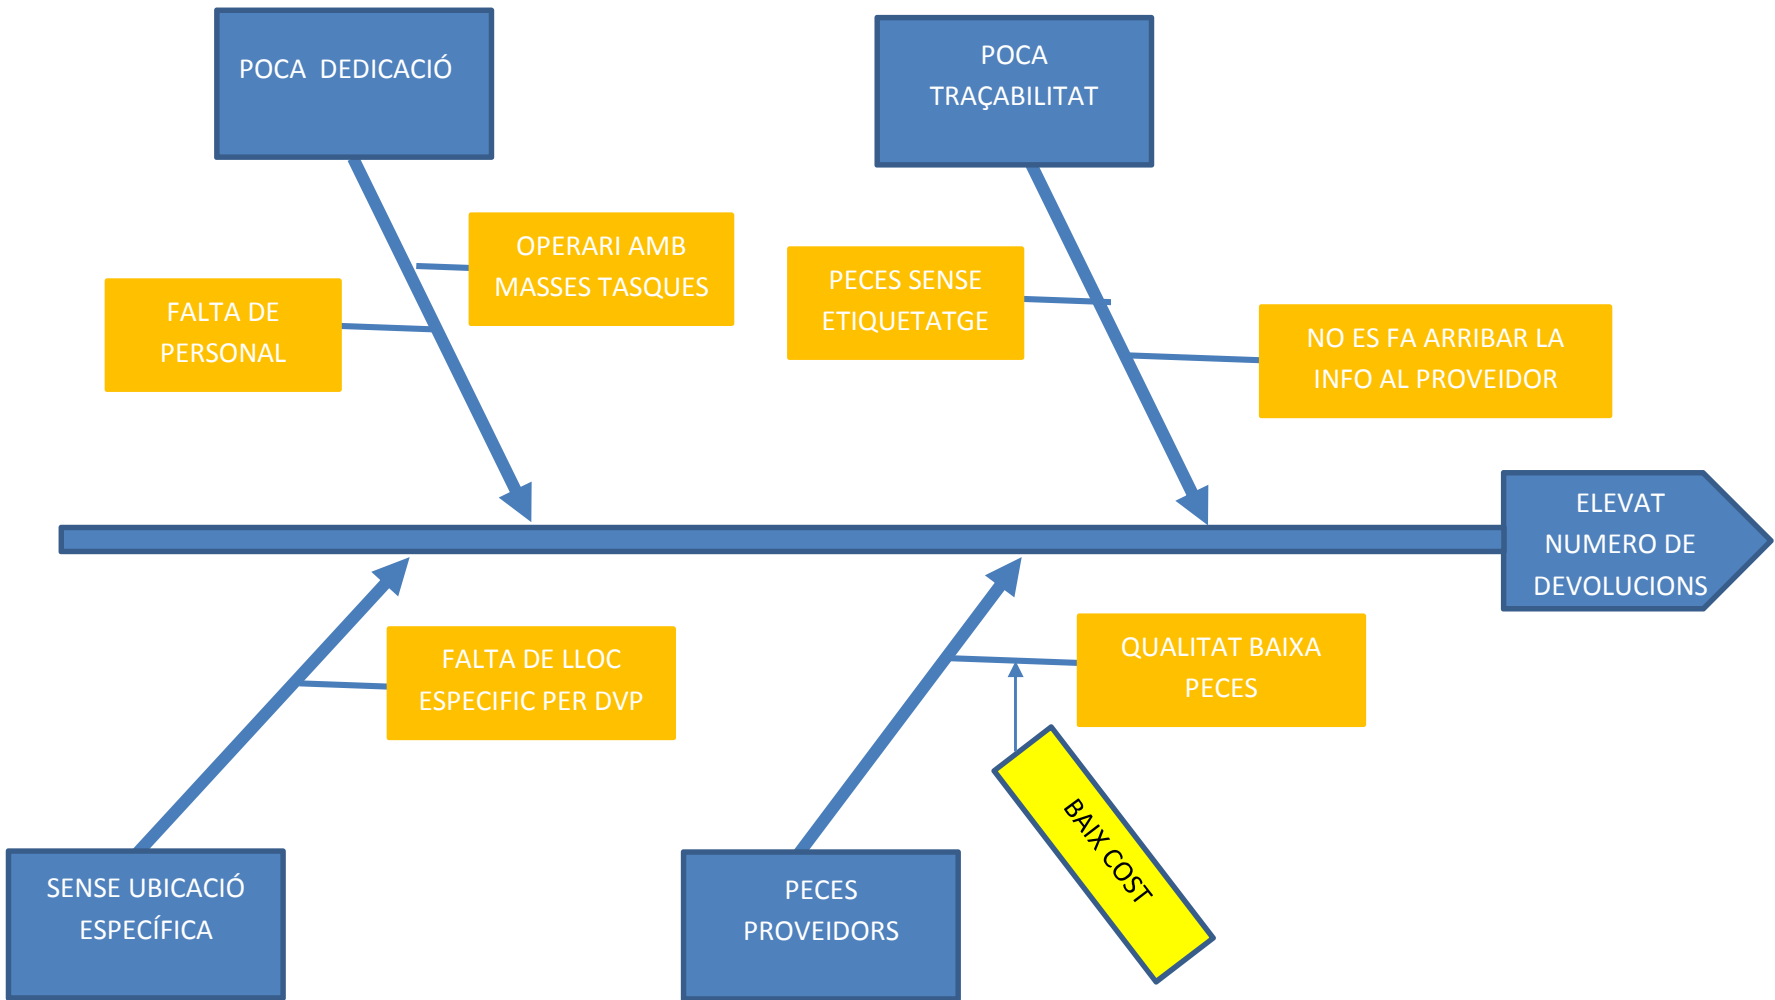 POCA  DEDICACIÓ
POCA
TRAÇABILITAT
OPERARI AMB
MASSES TASQUES
FALTA DE
PERSONAL
PECES SENSE
ETIQUETATGE
NO ES FA ARRIBAR LA
INFO AL PROVEIDOR
ELEVAT
NUMERO DE
DEVOLUCIONS
FALTA DE LLOC
ESPECIFIC PER DVP
QUALITAT BAIXA
PECES
BAIX COST
SENSE UBICACIÓ
ESPECÍFICA
PECES
PROVEIDORS